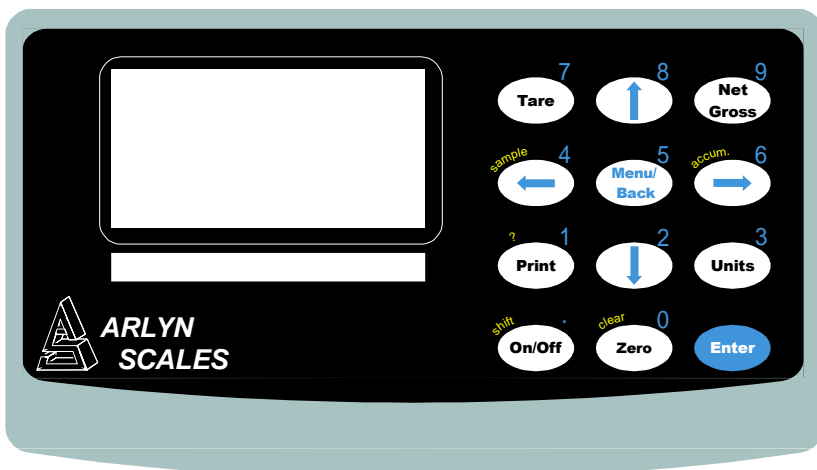 7
Tare
8
9
Net
Gross
sample
4
5
Menu/
Back
accum.
6
?
1
Print
2
3
Units
shift
.
On/Off
clear
0
Zero
Enter
ARLYN
SCALES